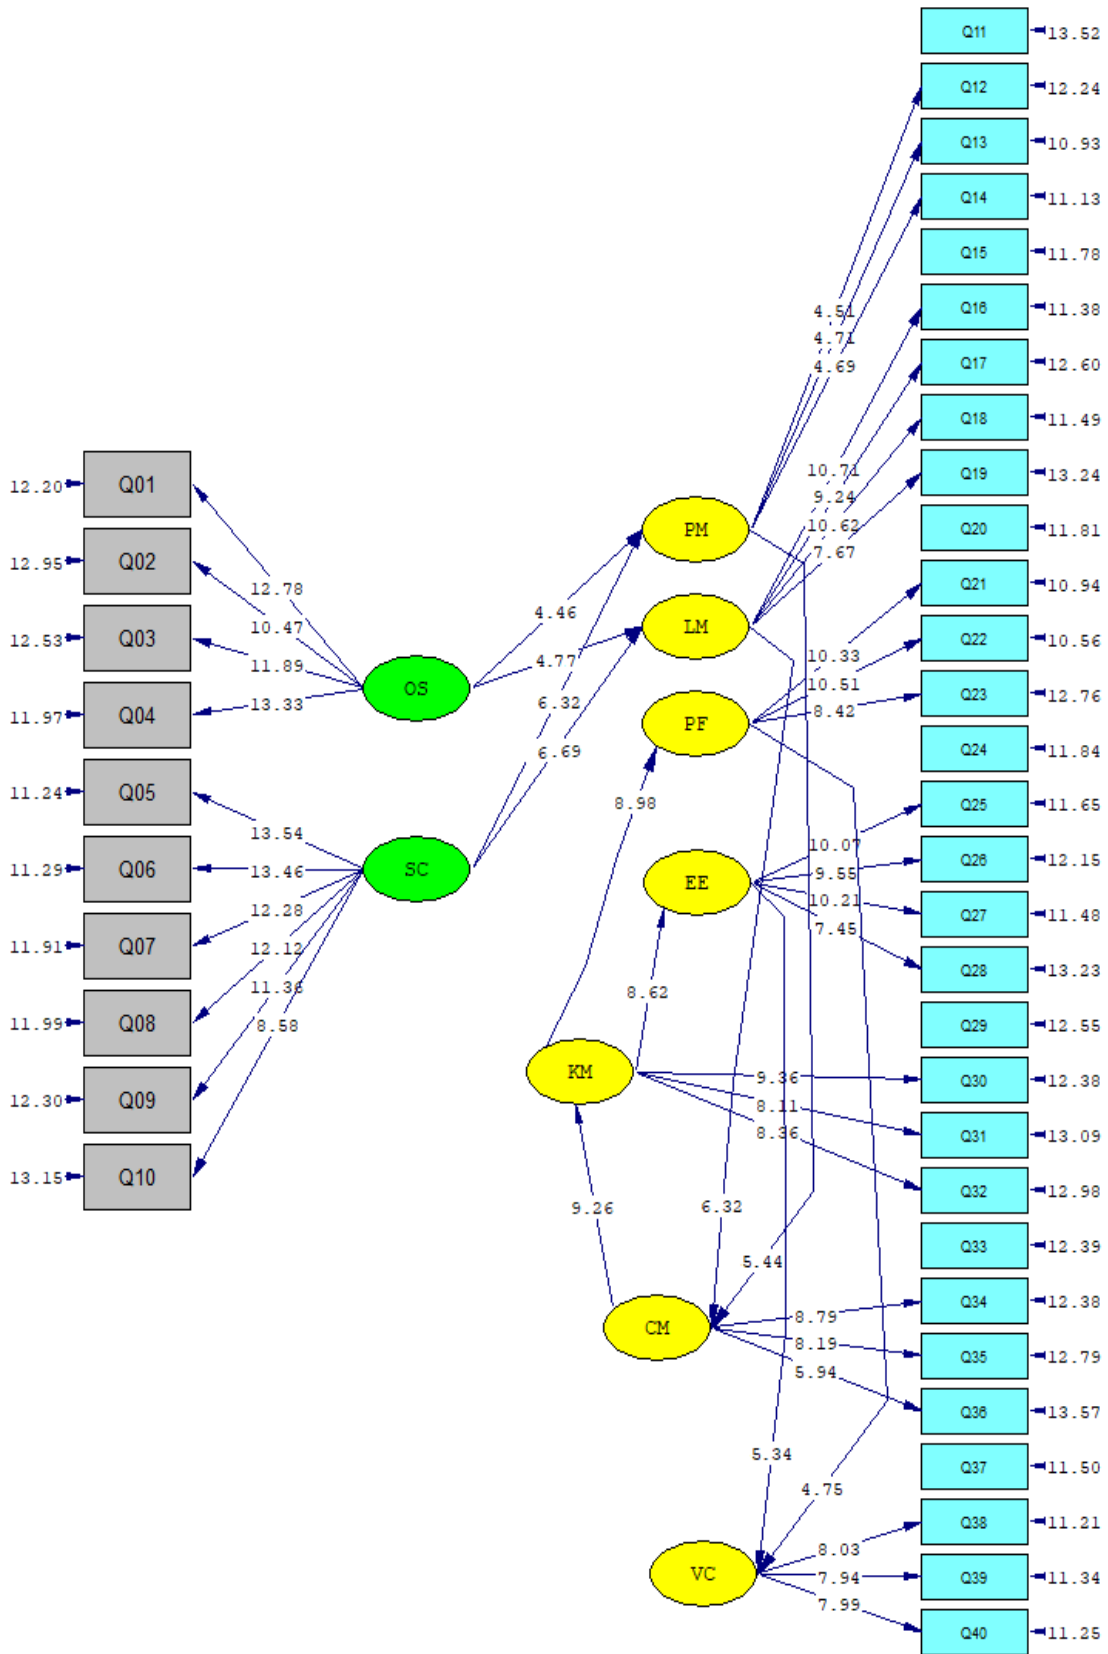 Q11 13.52
Q12 12.24
Q13 10.93
Q14 11.13
Q15 11.78
4.51
Q16 11.38
4.71
4.69
Q17 12.60
Q18 11.49
10.71
Q19 13.24
12.20 Q01
9.24
10.62
PM
Q20 11.81
7.67
12.95 Q02
Q21 10.94
12.78
4.46
10.47
LM
12.53 Q03
Q22 10.56
11.89
10.33
4.77
OS
10.51
Q23 12.76
13.33
6.32
8.42
11.97 Q04
PF
6.69
Q24 11.84
11.24 Q05
8.98
Q25 11.65
13.54
10.07
11.29 Q06
13.46
SC
9.55
Q26 12.15
EE
10.21
12.28
Q27 11.48
7.45
11.91 Q07
12.12
Q28 13.23
11.36
8.62
11.99 Q08
8.58
Q29 12.55
KM
9.36
Q30 12.38
12.30 Q09
8.11
8.36
Q31 13.09
13.15 Q10
Q32 12.98
9.26
6.32
Q33 12.39
5.44
Q34 12.38
8.79
CM
8.19
Q35 12.79
5.94
Q36 13.57
5.34
Q37 11.50
4.75
Q38 11.21
8.03
VC
7.94
Q39 11.34
7.99
Q40 11.25